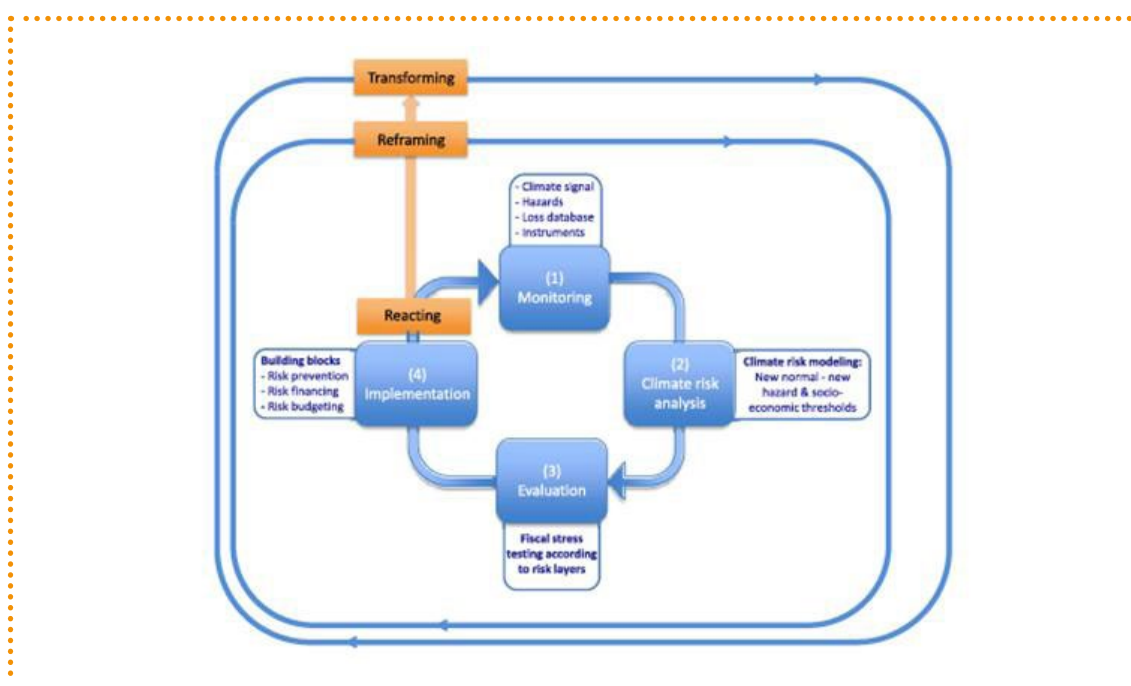 Transforming
Reframing
- Climate signal
- Hazards
- Loss database
- Instruments
(1)
Monitoring
Reacting
Building blocks
- Risk prevention
- Risk financing
- Risk budgeting
(4)
Implementation
(2)
Climate risk
analysis
Climate risk modeling:
New normal - new
hazard & socio-
economic thresholds
(3)
Evaluation
Fiscal stress
testing according
to risk layers